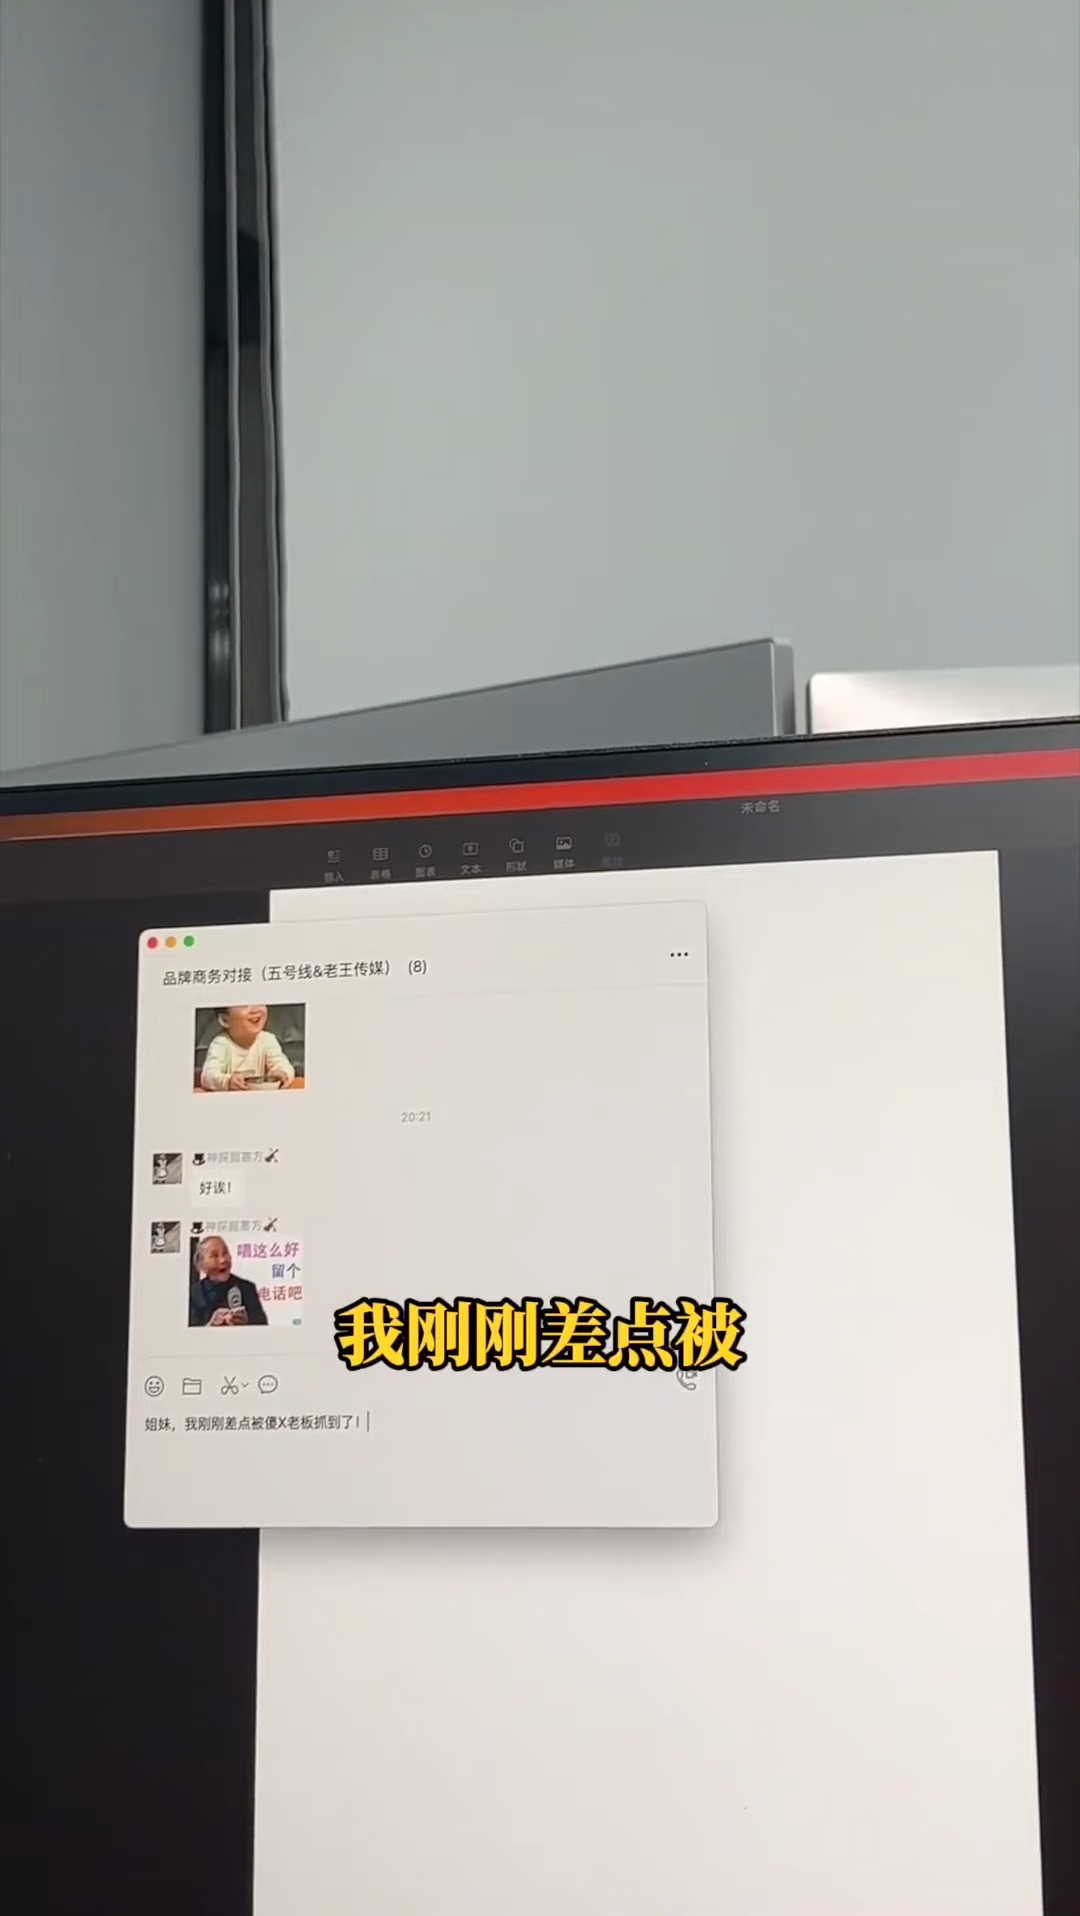 未命名
插入 表格 图表 文本 形状 媒体
品牌商务对接（五号线&老王传媒） (8)
20:21
好诶！
唱这么好
留个
电话吧
我刚刚差点被
姐妹，我刚刚差点被傻X老板抓到了！